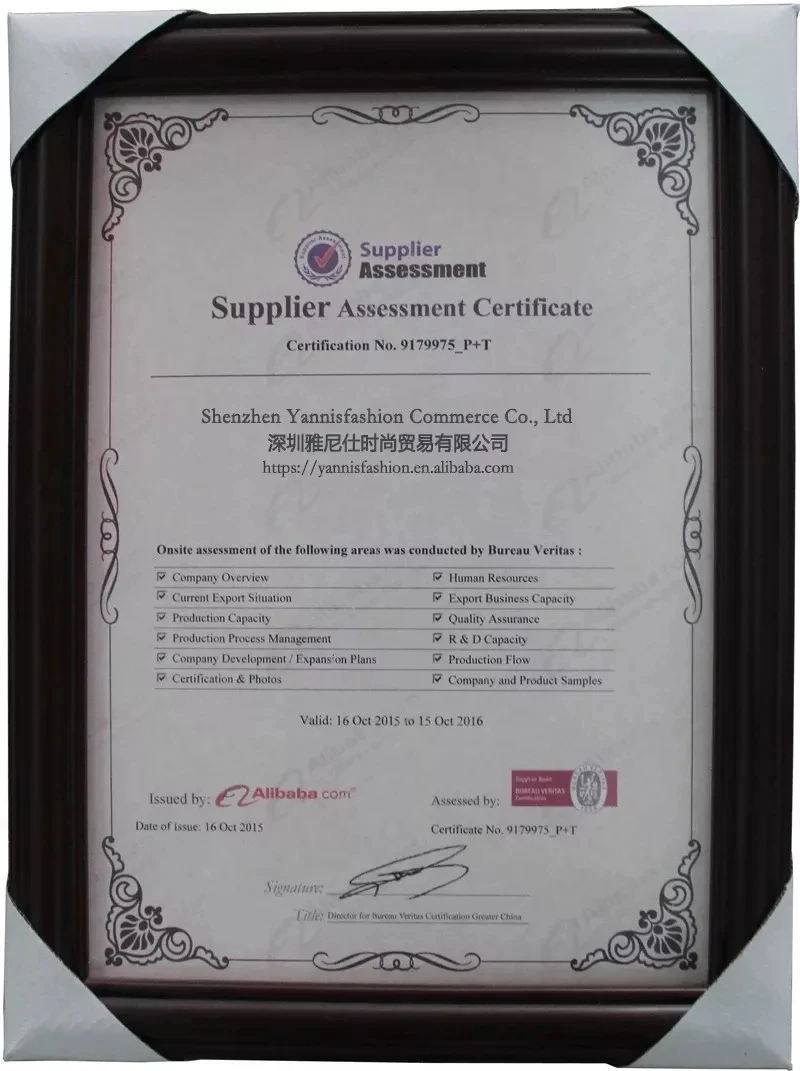 Supplier Assessment
Supplier
Assessment
Supplier Assessment Certificate
Certification No. 9179975_P+T
Shenzhen Yannisfashion Commerce Co., Ltd
深圳雅尼仕时尚贸易有限公司
https://yannisfashion.en.alibaba.com
Onsite assessment of the following areas was conducted by Bureau Veritas :
Company Overview
Human Resources
Current Export Situation
Export Business Capacity
Production Capacity
Quality Assurance
Production Process Management
R & D Capacity
Company Development / Expansion Plans
Production Flow
Certification & Photos
Company and Product Samples
Valid: 16 Oct 2015 to 15 Oct 2016
Issued by: Alibaba.com
Assessed by:
BUREAU VERITAS
Certification
Date of issue: 16 Oct 2015
Certificate No. 9179975_P+T
Signature:
Title: Director for Bureau Veritas Certification Greater China